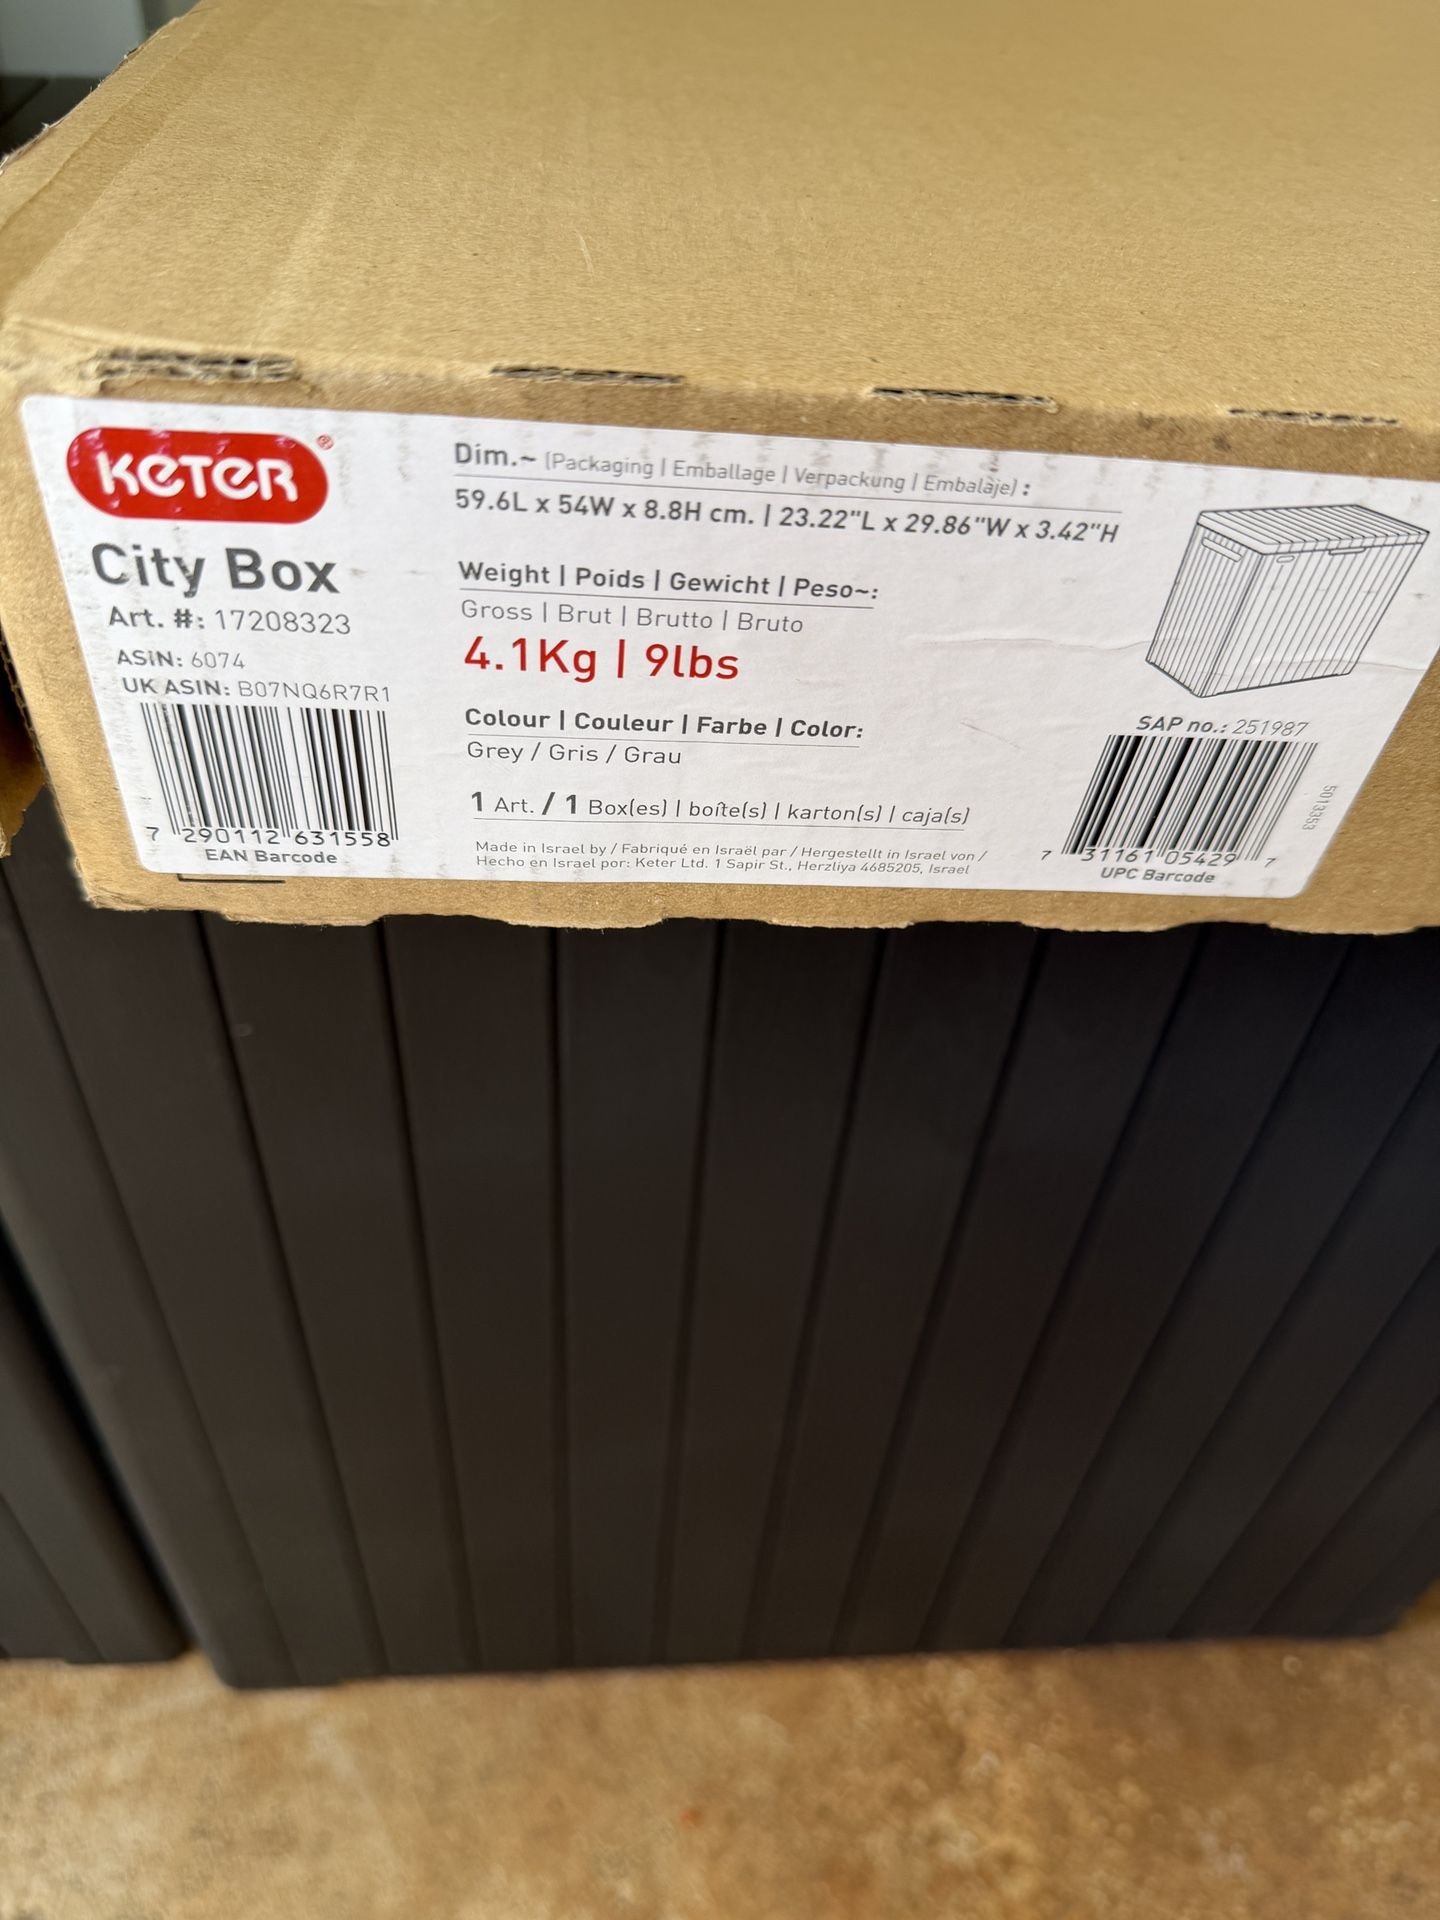 KETER®
City Box
Art. #: 17208323
ASIN: 6074
UK ASIN: B07NQ6R7R1
7 290112 631558
EAN Barcode
Dim.~ (Packaging | Emballage | Verpackung | Embalaje) :
59.6L x 54W x 8.8H cm. | 23.22"L x 29.86"W x 3.42"H
Weight | Poids | Gewicht | Peso~:
Gross | Brut | Brutto | Bruto
4.1Kg | 9lbs
Colour | Couleur | Farbe | Color:
Grey / Gris / Grau
1 Art. / 1 Box(es) | boîte(s) | karton(s) | caja(s)
Made in Israel by / Fabriqué en Israël par / Hergestellt in Israel von /
Hecho en Israel por: Keter Ltd. 1 Sapir St., Herzliya 4685205, Israel
SAP no.: 251987
7 31161 05429 7
UPC Barcode
5013353